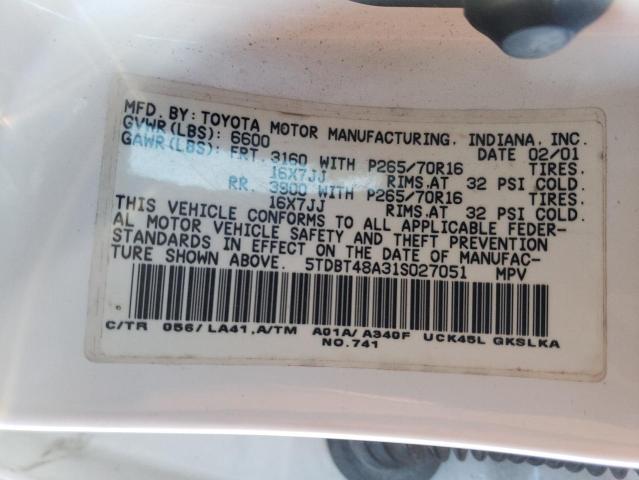 MFD. BY: TOYOTA MOTOR MANUFACTURING, INDIANA, INC.
GVWR(LBS): 6600 DATE 02/01
GAWR(LBS): FRT. 3160 WITH P265/70R16 TIRES.
16X7JJ RIMS.AT 32 PSI COLD.
RR. 3900 WITH P265/70R16 TIRES.
16X7JJ RIMS.AT 32 PSI COLD.
THIS VEHICLE CONFORMS TO ALL APPLICABLE FEDER-
AL MOTOR VEHICLE SAFETY AND THEFT PREVENTION
STANDARDS IN EFFECT ON THE DATE OF MANUFAC-
TURE SHOWN ABOVE. 5TDBT48A31S027051 MPV
C/TR 056/LA41,A/TM A01A/A340F UCK45L GKSLKA
NO.741